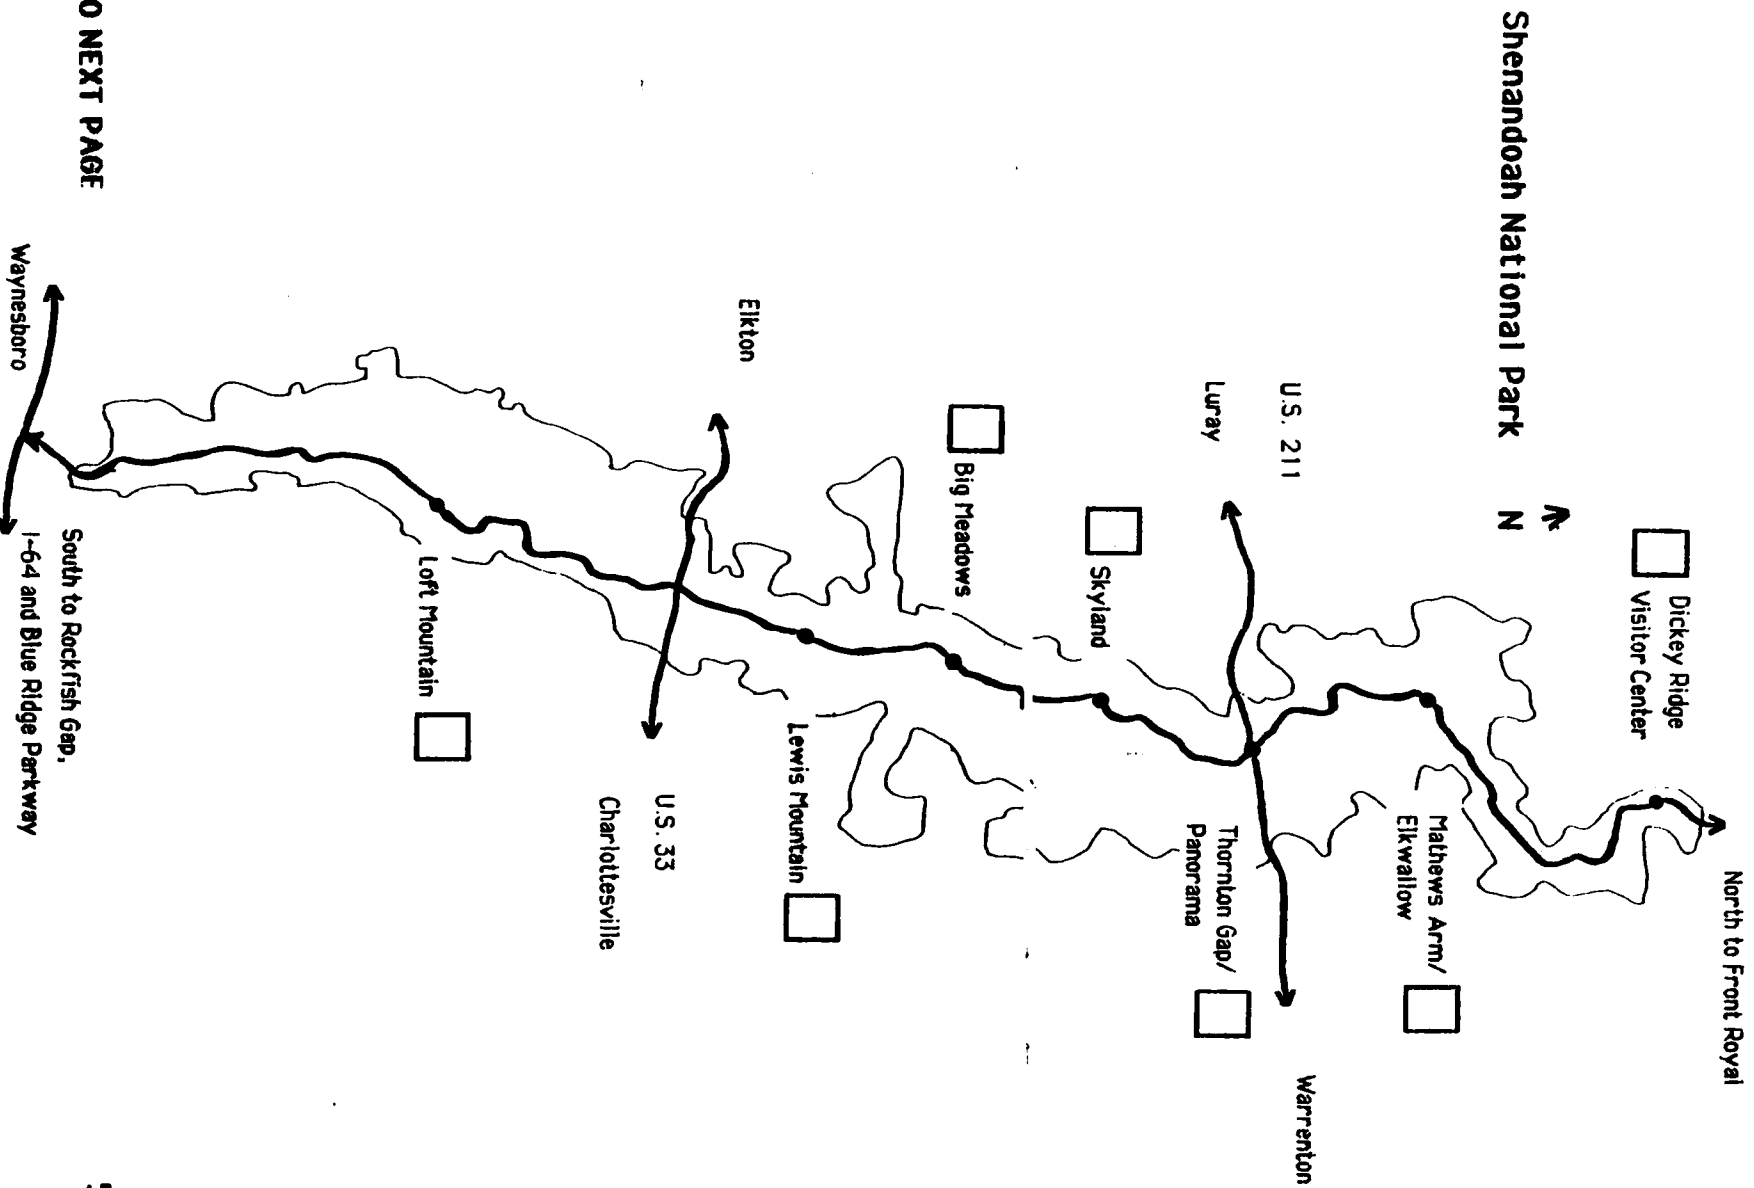 Shenandoah National Park
N
North to Front Royal
Dickey Ridge
Visitor Center
Mathews Arm/
Elkwallow
U.S. 211
Luray
Warrenton
Thornton Gap/
Panorama
Skyland
Big Meadows
Lewis Mountain
Elkton
U.S. 33
Charlottesville
Loft Mountain
South to Rockfish Gap,
I-64 and Blue Ridge Parkway
Waynesboro
O NEXT PAGE